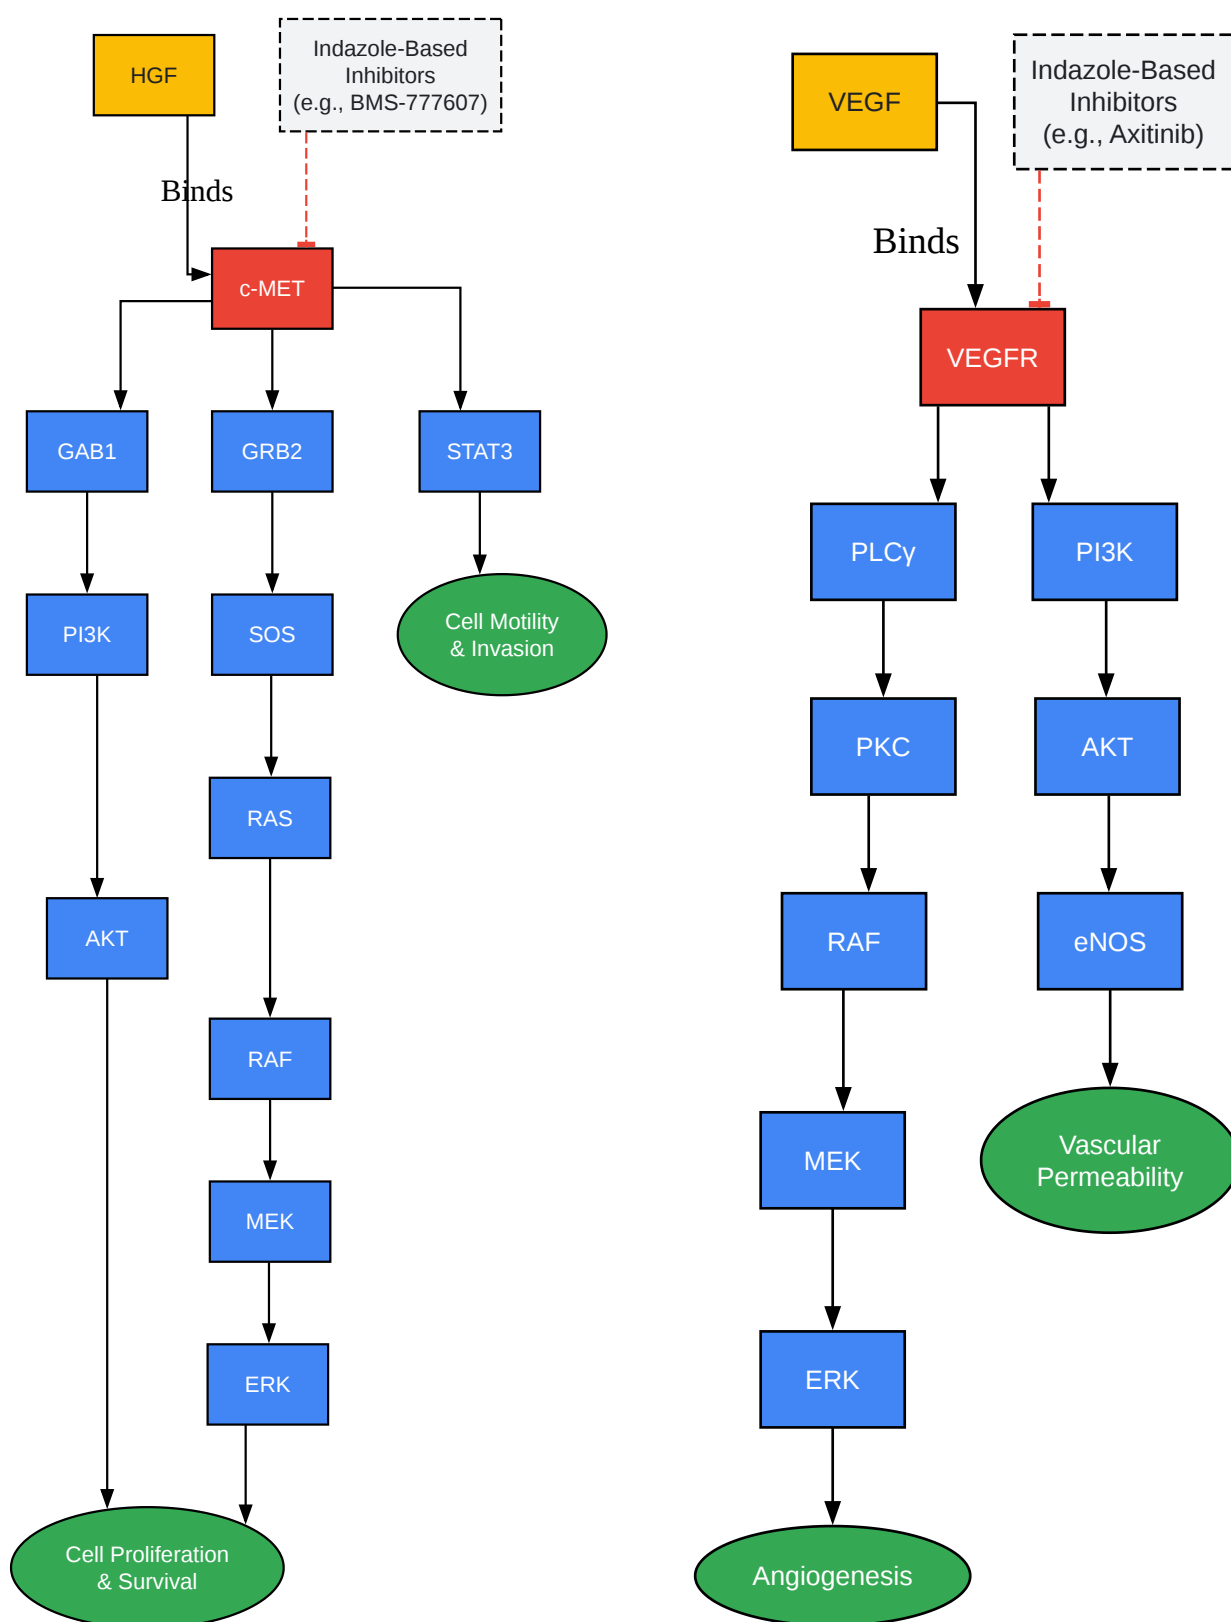 HGF
Indazole-Based
Inhibitors
(e.g., BMS-777607)
Binds
c-MET
GAB1
GRB2
STAT3
PI3K
SOS
Cell Motility
& Invasion
RAS
AKT
RAF
MEK
ERK
Cell Proliferation
& Survival
VEGF
Indazole-Based
Inhibitors
(e.g., Axitinib)
Binds
VEGFR
PLCγ
PI3K
PKC
AKT
RAF
eNOS
MEK
Vascular
Permeability
ERK
Angiogenesis